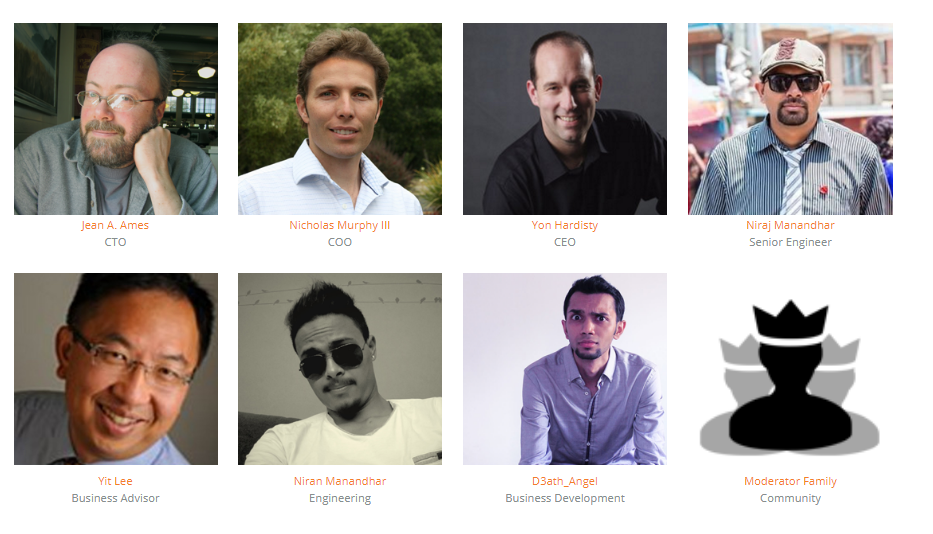 Jean A. Ames
CTO
Nicholas Murphy III
COO
Yon Hardisty
CEO
Niraj Manandhar
Senior Engineer
Yit Lee
Business Advisor
Niran Manandhar
Engineering
D3ath_Angel
Business Development
Moderator Family
Community